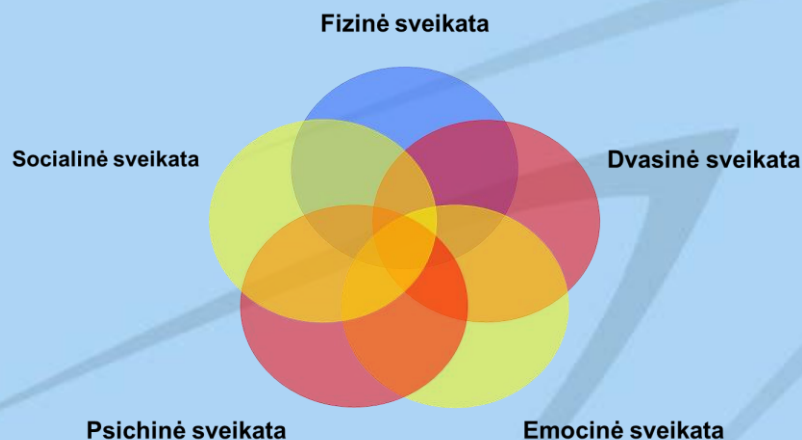 Fizinė sveikata
Socialinė sveikata
Dvasinė sveikata
Psichinė sveikata
Emocinė sveikata